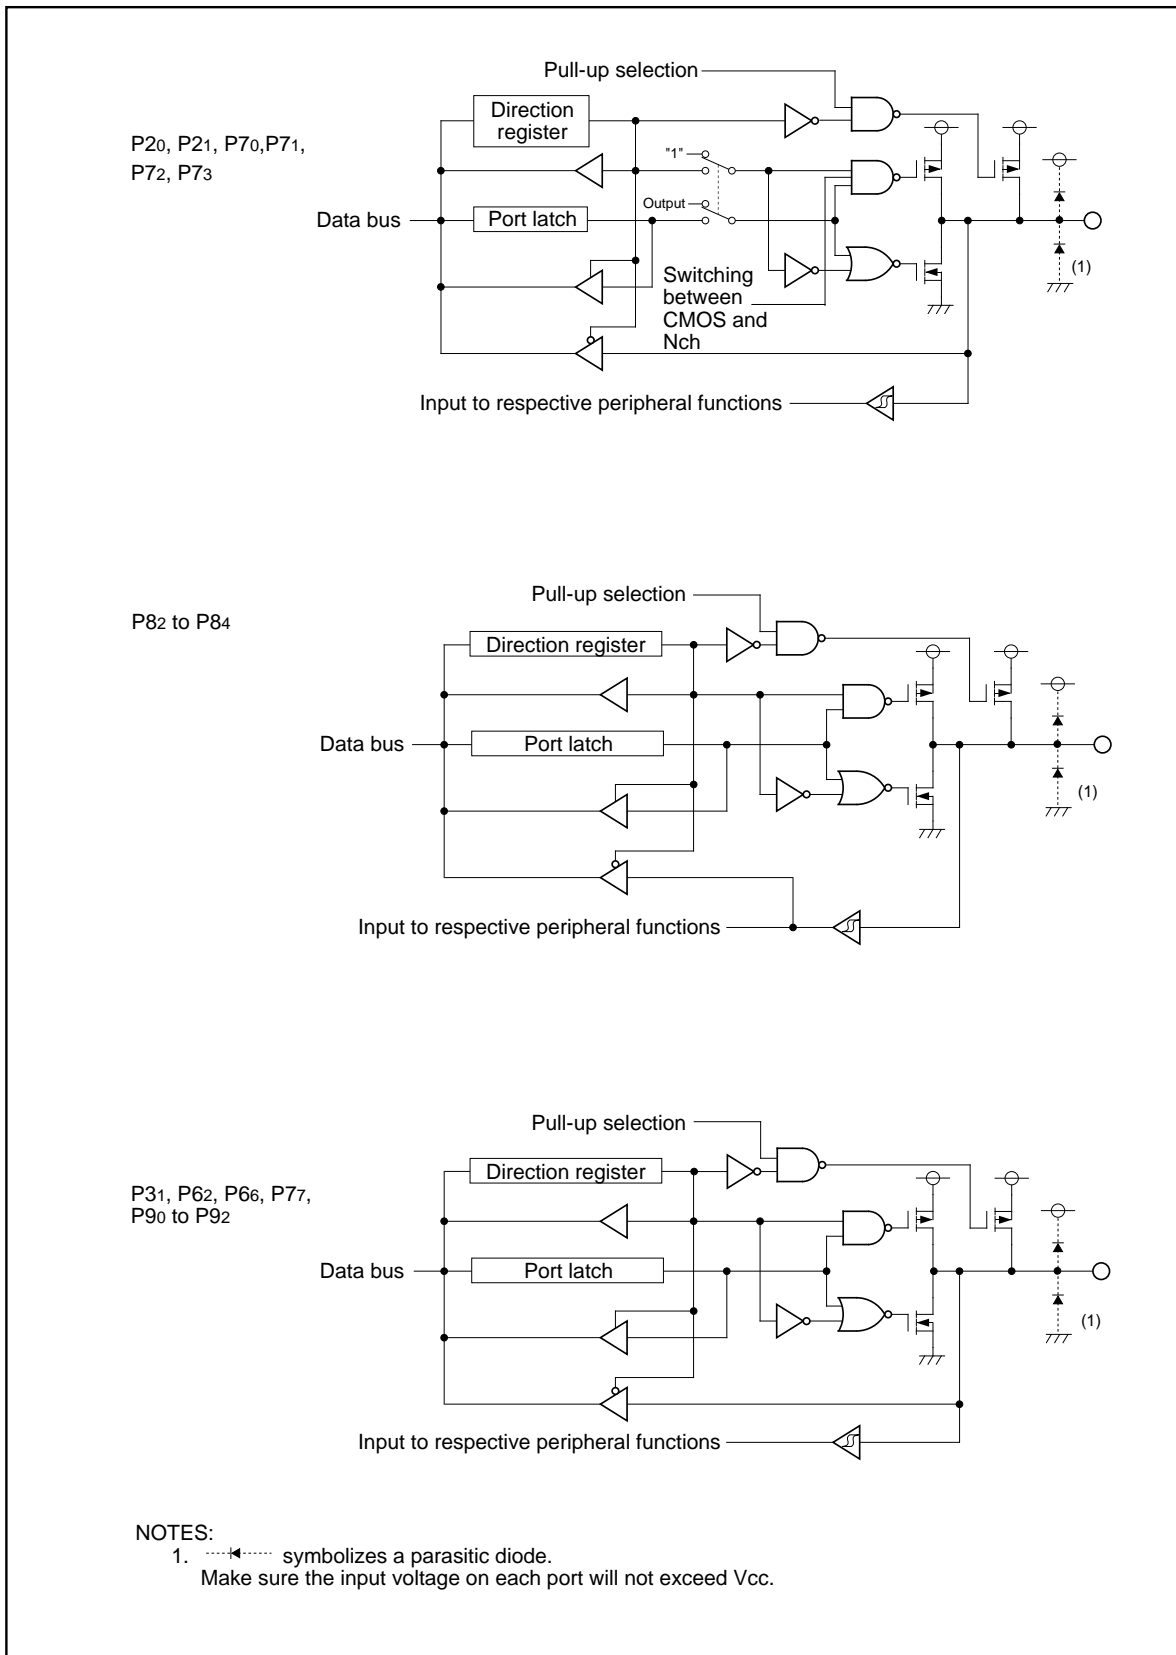 Pull-up selection
Direction
register
P20, P21, P70,P71,
P72, P73
"1"
Output
Data bus
Port latch
(1)
Switching
between
CMOS and
Nch
Input to respective peripheral functions
Pull-up selection
P82 to P84
Direction register
Data bus
Port latch
(1)
Input to respective peripheral functions
Pull-up selection
Direction register
P31, P62, P66, P77,
P90 to P92
Data bus
Port latch
(1)
Input to respective peripheral functions
NOTES:
1. symbolizes a parasitic diode.
Make sure the input voltage on each port will not exceed Vcc.